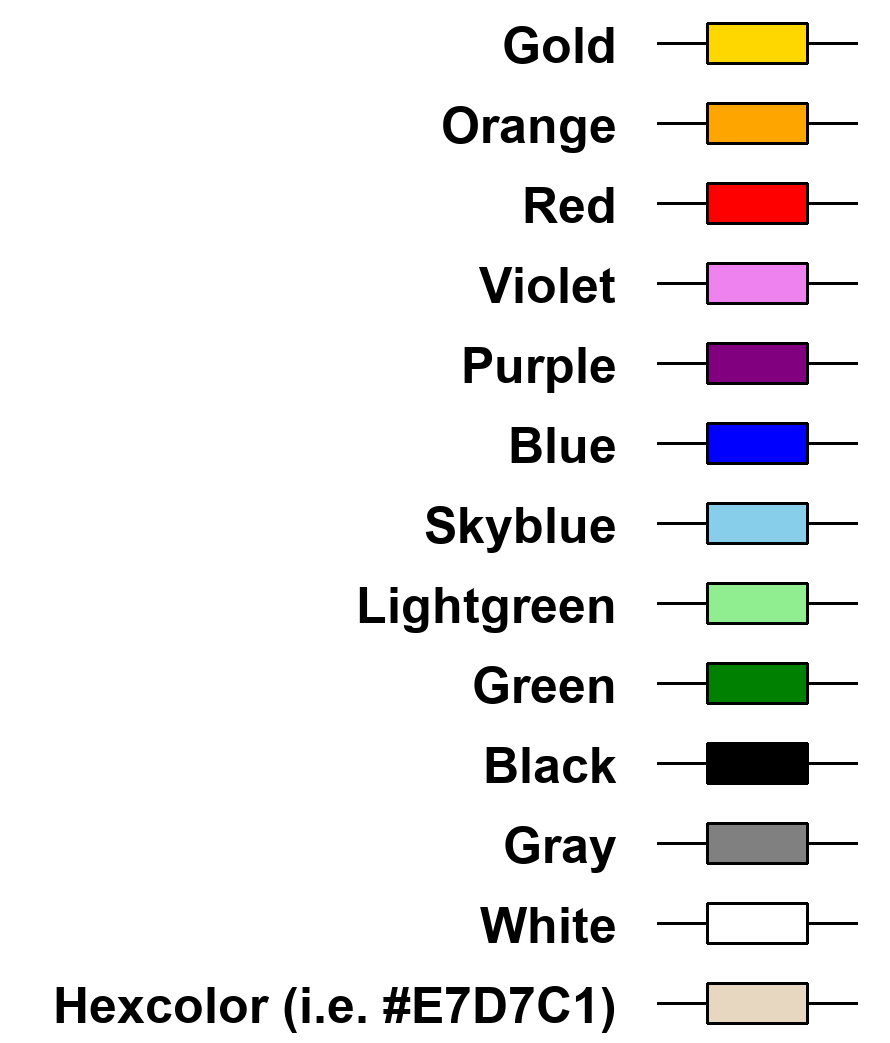 Gold
Orange
Red
Violet
Purple
Blue
Skyblue
Lightgreen
Green
Black
Gray
White
Hexcolor (i.e. #E7D7C1)